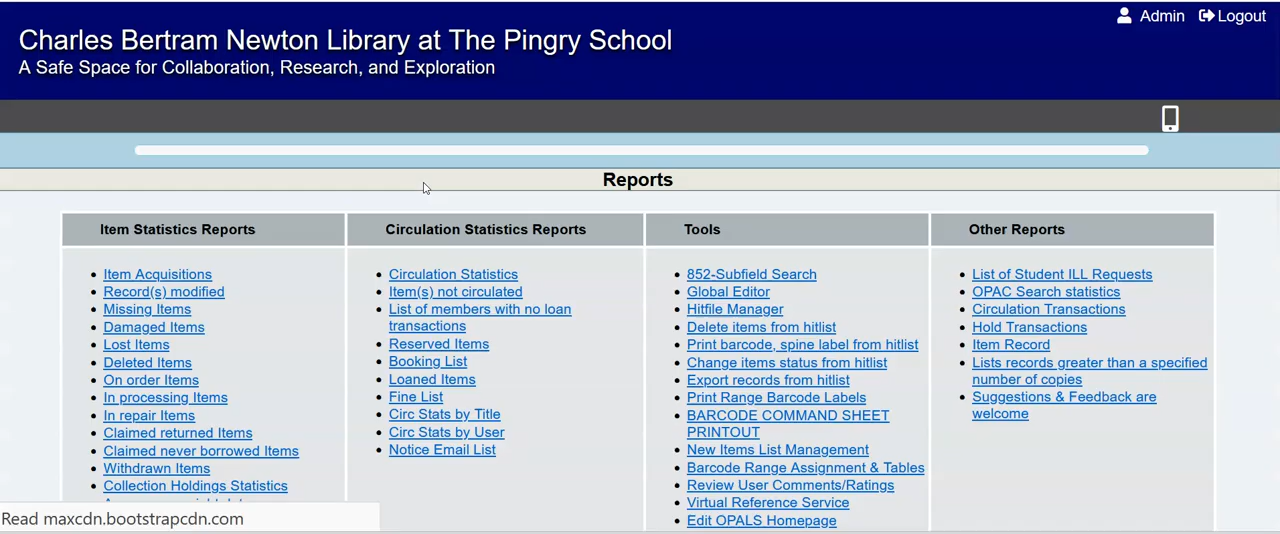 Admin Logout
Charles Bertram Newton Library at The Pingry School
A Safe Space for Collaboration, Research, and Exploration
Reports
Item Statistics Reports
Item Acquisitions
Record(s) modified
Missing Items
Damaged Items
Lost Items
Deleted Items
On order Items
In processing Items
In repair Items
Claimed returned Items
Claimed never borrowed Items
Withdrawn Items
Collection Holdings Statistics
Circulation Statistics Reports
Circulation Statistics
Item(s) not circulated
List of members with no loan
transactions
Reserved Items
Booking List
Loaned Items
Fine List
Circ Stats by Title
Circ Stats by User
Notice Email List
Tools
852-Subfield Search
Global Editor
Hitfile Manager
Delete items from hitlist
Print barcode, spine label from hitlist
Change items status from hitlist
Export records from hitlist
Print Range Barcode Labels
BARCODE COMMAND SHEET
PRINTOUT
New Items List Management
Barcode Range Assignment & Tables
Review User Comments/Ratings
Virtual Reference Service
Edit OPALS Homepage
Other Reports
List of Student ILL Requests
OPAC Search statistics
Circulation Transactions
Hold Transactions
Item Record
Lists records greater than a specified
number of copies
Suggestions & Feedback are
welcome
Read maxcdn.bootstrapcdn.com